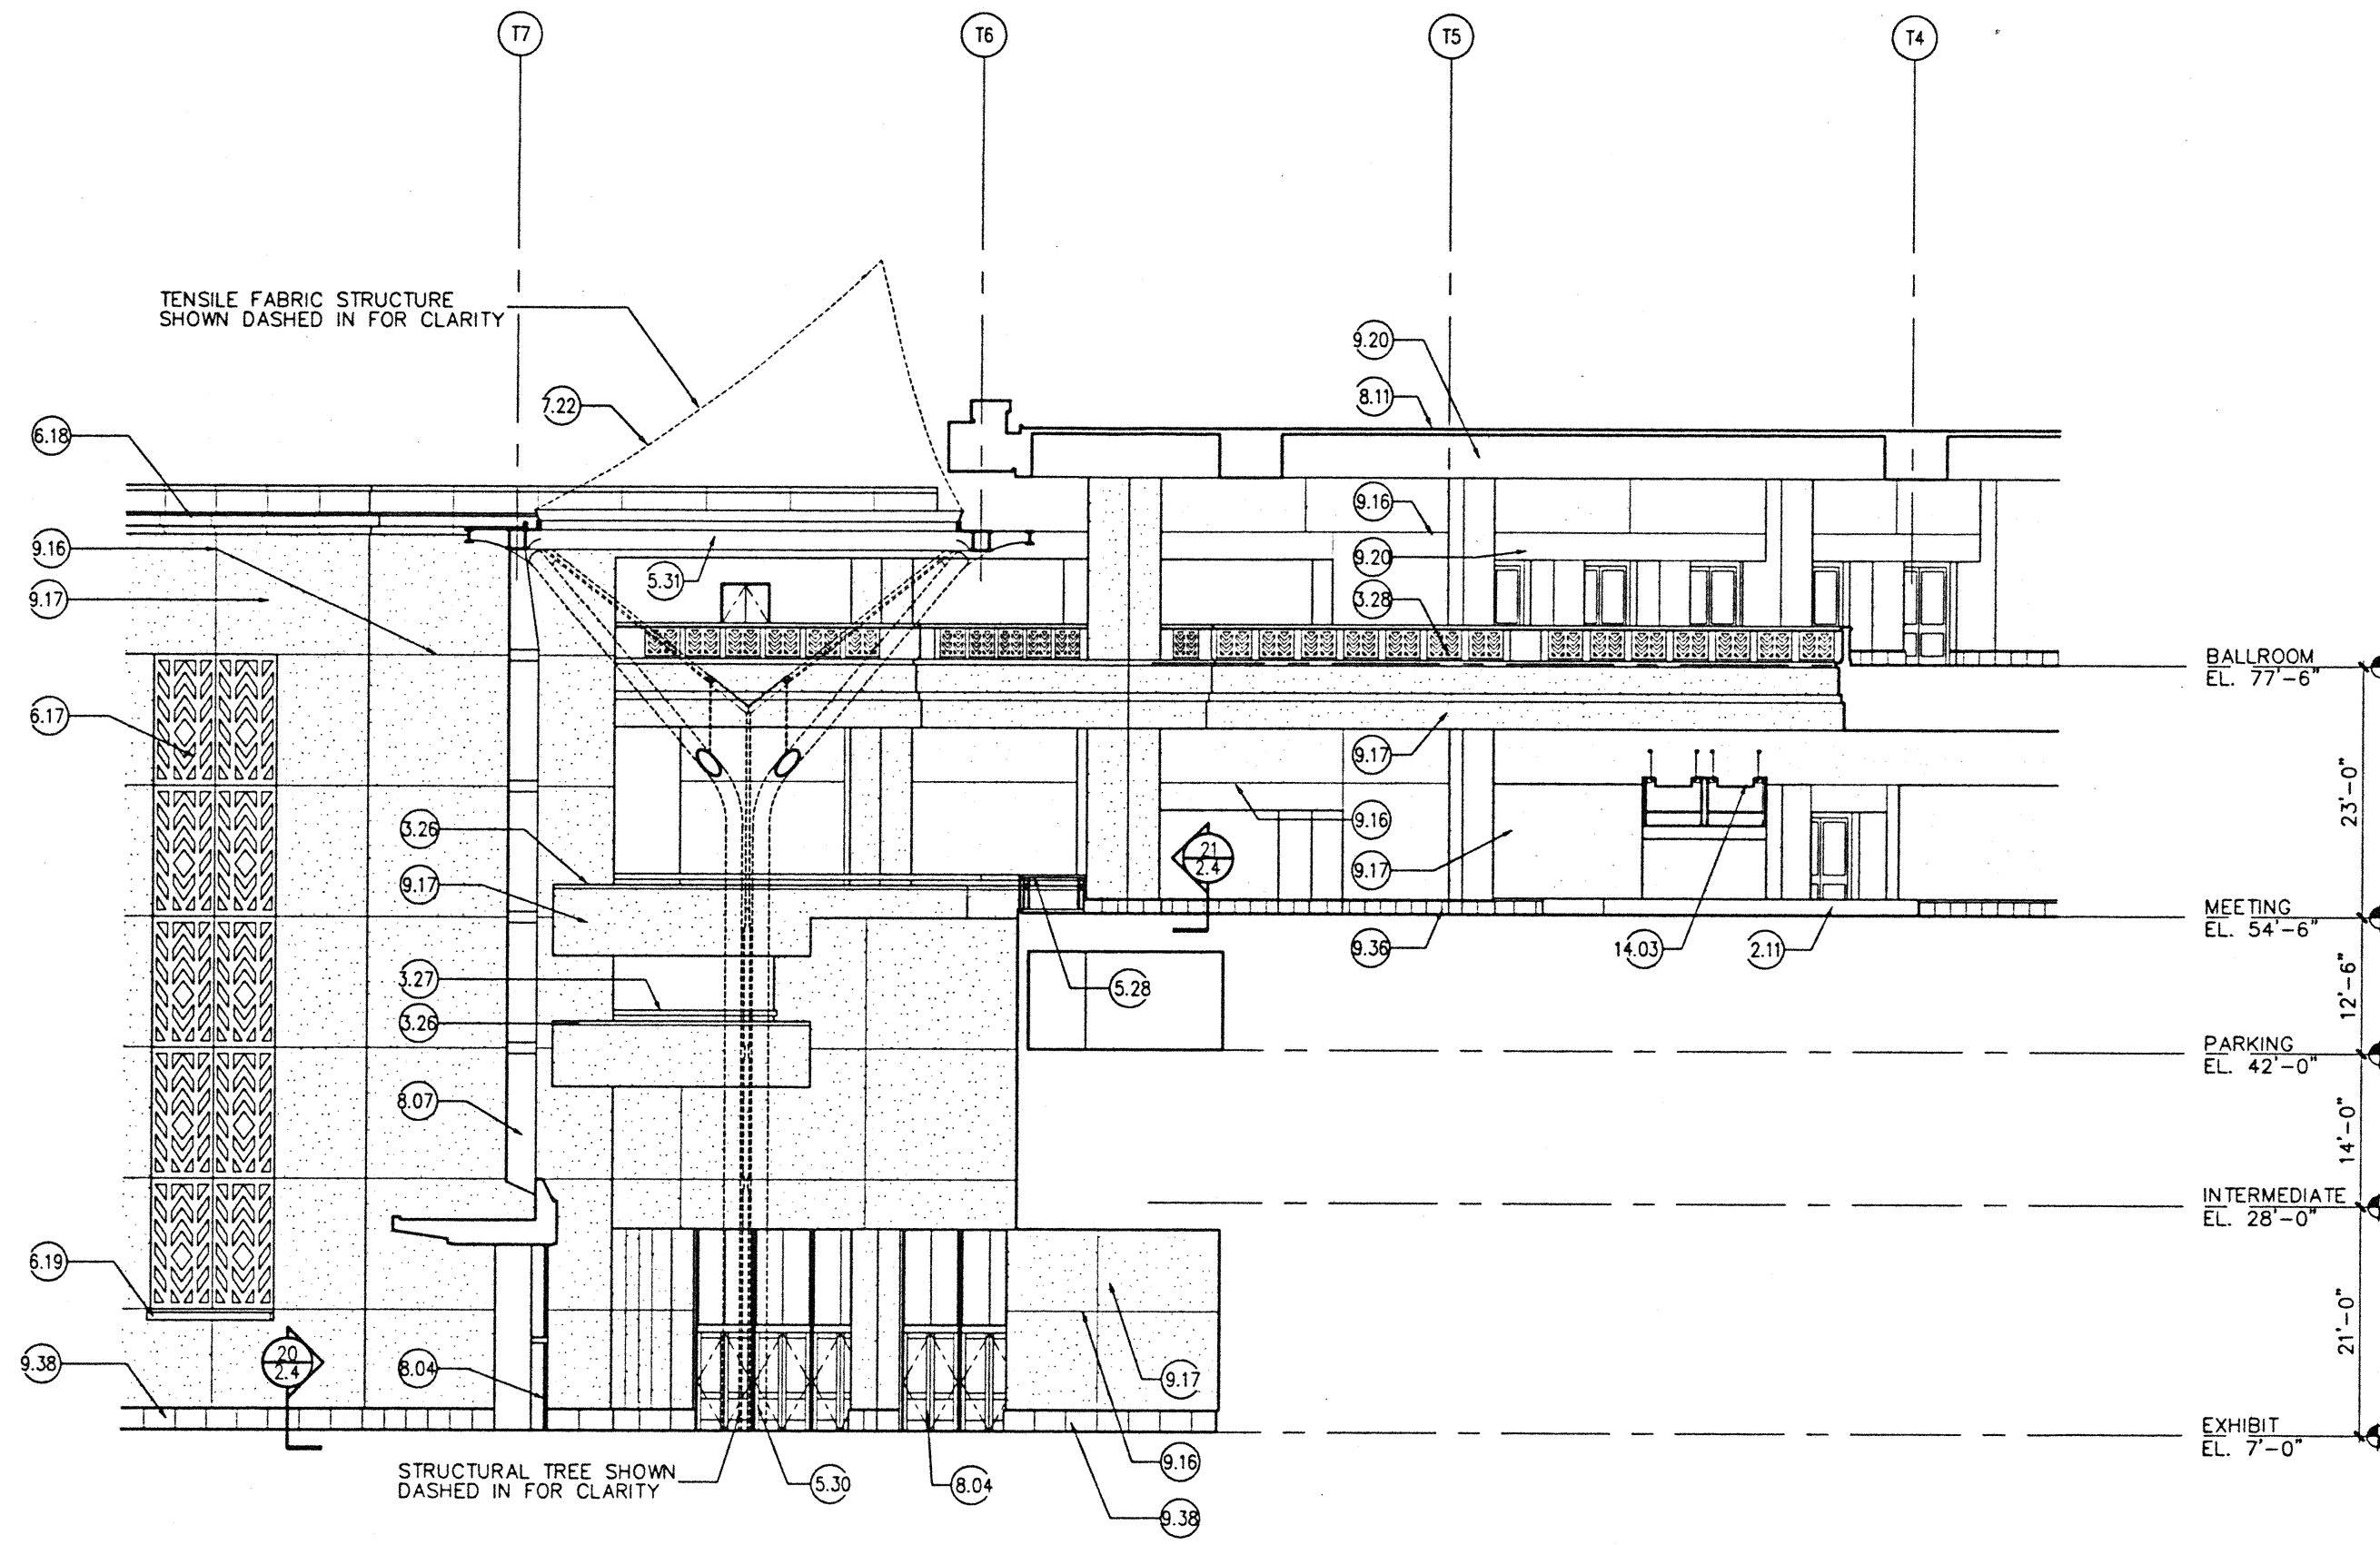 T7
T6
T5
T4
TENSILE FABRIC STRUCTURE
SHOWN DASHED IN FOR CLARITY
7.22
9.20
8.11
6.18
9.16
9.16
9.20
5.31
9.17
3.28
BALLROOM
EL. 77'-6"
6.17
9.17
23'-0"
3.26
9.16
21
2.4
9.17
9.17
MEETING
EL. 54'-6"
9.36
14.03
2.11
3.27
5.28
12'-6"
3.26
PARKING
EL. 42'-0"
8.07
14'-0"
INTERMEDIATE
EL. 28'-0"
6.19
21'-0"
20
2.4
9.38
8.04
9.17
EXHIBIT
EL. 7'-0"
9.16
STRUCTURAL TREE SHOWN
DASHED IN FOR CLARITY
5.30
8.04
9.38